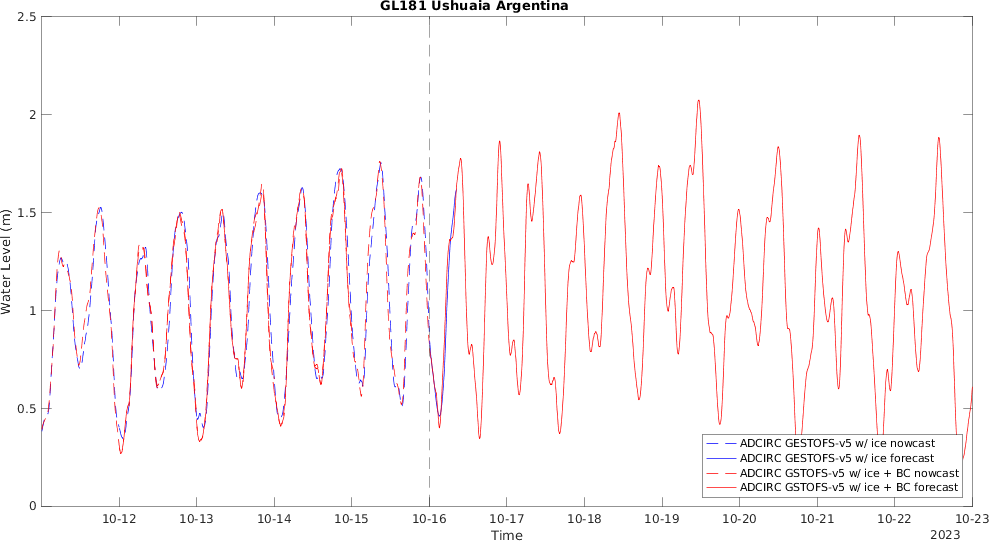 GL181 Ushuaia Argentina
2.5
2
1.5
1
0.5
0
Water Level (m)
ADCIRC GESTOFS-v5 w/ ice nowcast
ADCIRC GESTOFS-v5 w/ ice forecast
ADCIRC GSTOFS-v5 w/ ice + BC nowcast
ADCIRC GSTOFS-v5 w/ ice + BC forecast
10-12 10-13 10-14 10-15 10-16 10-17 10-18 10-19 10-20 10-21 10-22 10-23
Time
2023